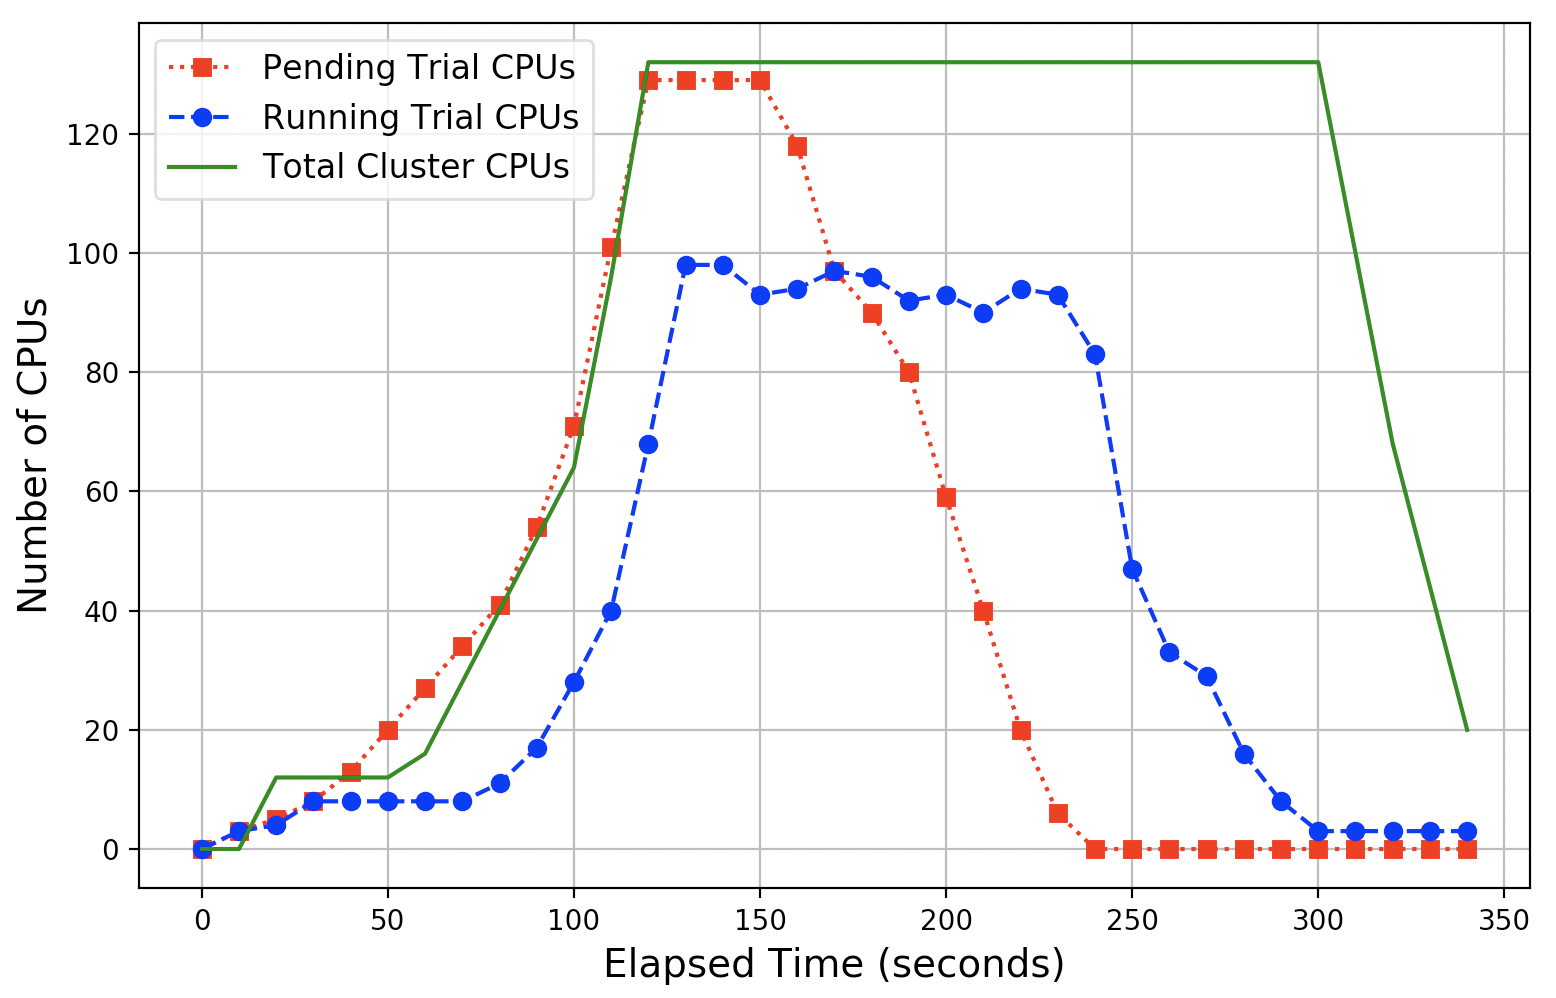 Pending Trial CPUs
Running Trial CPUs
Total Cluster CPUs
120
100
80
60
40
20
0
Number of CPUs
0 50 100 150 200 250 300 350
Elapsed Time (seconds)